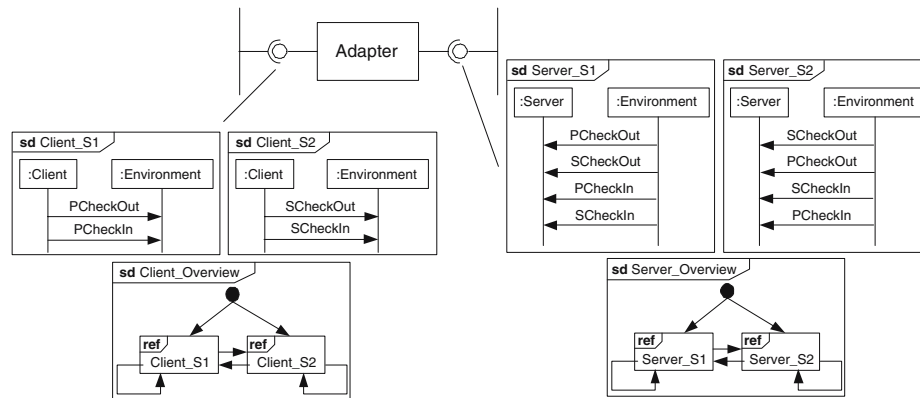 Adapter
sd Server_S1
:Server
:Environment
PCheckOut
SCheckOut
PCheckIn
SCheckIn
sd Server_S2
:Server
:Environment
SCheckOut
PCheckOut
SCheckIn
PCheckIn
sd Client_S1
:Client
:Environment
PCheckOut
PCheckIn
sd Client_S2
:Client
:Environment
SCheckOut
SCheckIn
sd Client_Overview
ref
Client_S1
ref
Client_S2
sd Server_Overview
ref
Server_S1
ref
Server_S2